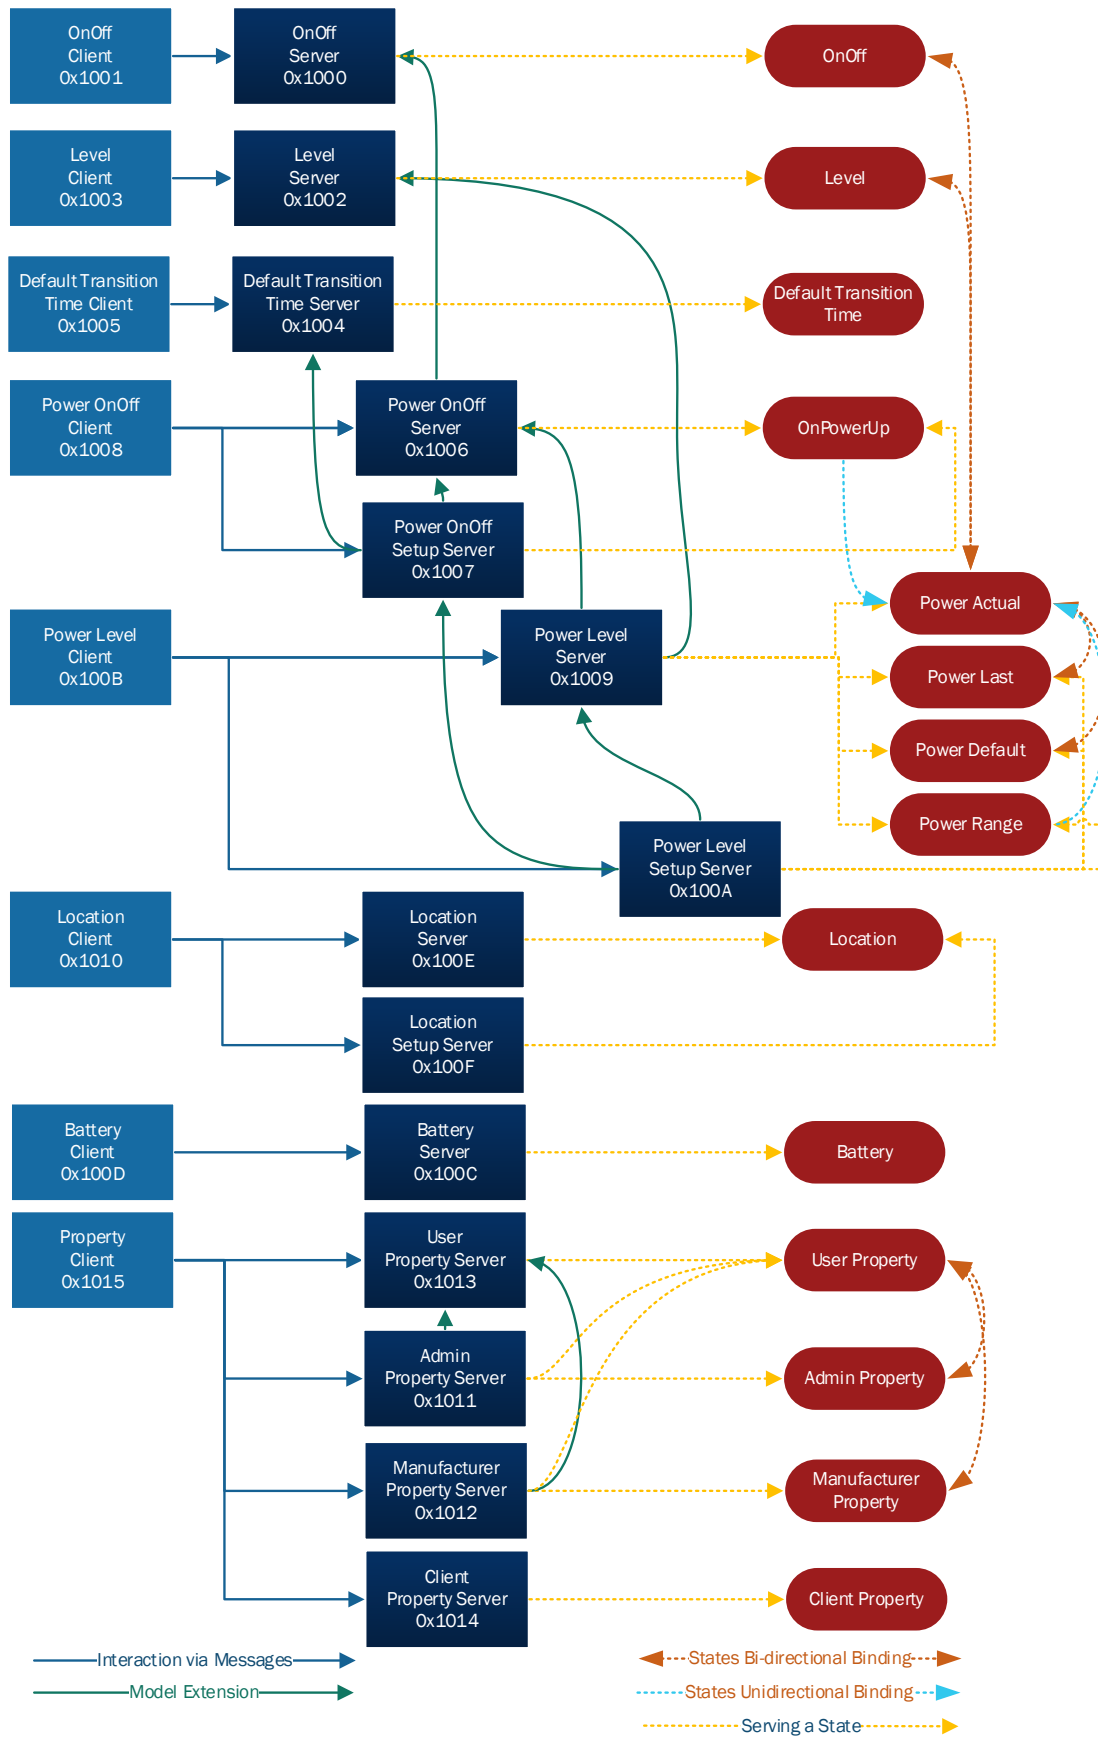 OnOff
Client
0x1001
OnOff
Server
0x1000
OnOff
Level
Client
0x1003
Level
Server
0x1002
Level
Default Transition
Time Client
0x1005
Default Transition
Time Server
0x1004
Default Transition
Time
Power OnOff
Client
0x1008
Power OnOff
Server
0x1006
OnPowerUp
Power OnOff
Setup Server
0x1007
Power Actual
Power Level
Client
0x100B
Power Level
Server
0x1009
Power Last
Power Default
Power Range
Power Level
Setup Server
0x100A
Location
Client
0x1010
Location
Server
0x100E
Location
Location
Setup Server
0x100F
Battery
Client
0x100D
Battery
Server
0x100C
Battery
Property
Client
0x1015
User
Property Server
0x1013
User Property
Admin
Property Server
0x1011
Admin Property
Manufacturer
Property Server
0x1012
Manufacturer
Property
Client
Property Server
0x1014
Client Property
Interaction via Messages
States Bi-directional Binding
Model Extension
States Unidirectional Binding
Serving a State